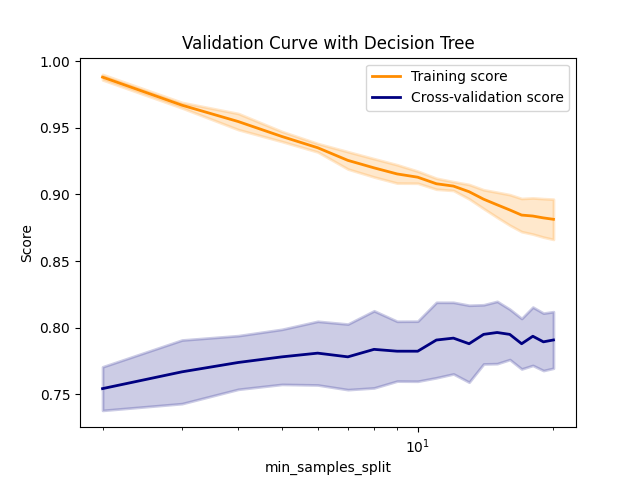 Validation Curve with Decision Tree
Training score
Cross-validation score
Score
1.00
0.95
0.90
0.85
0.80
0.75
10¹
min_samples_split